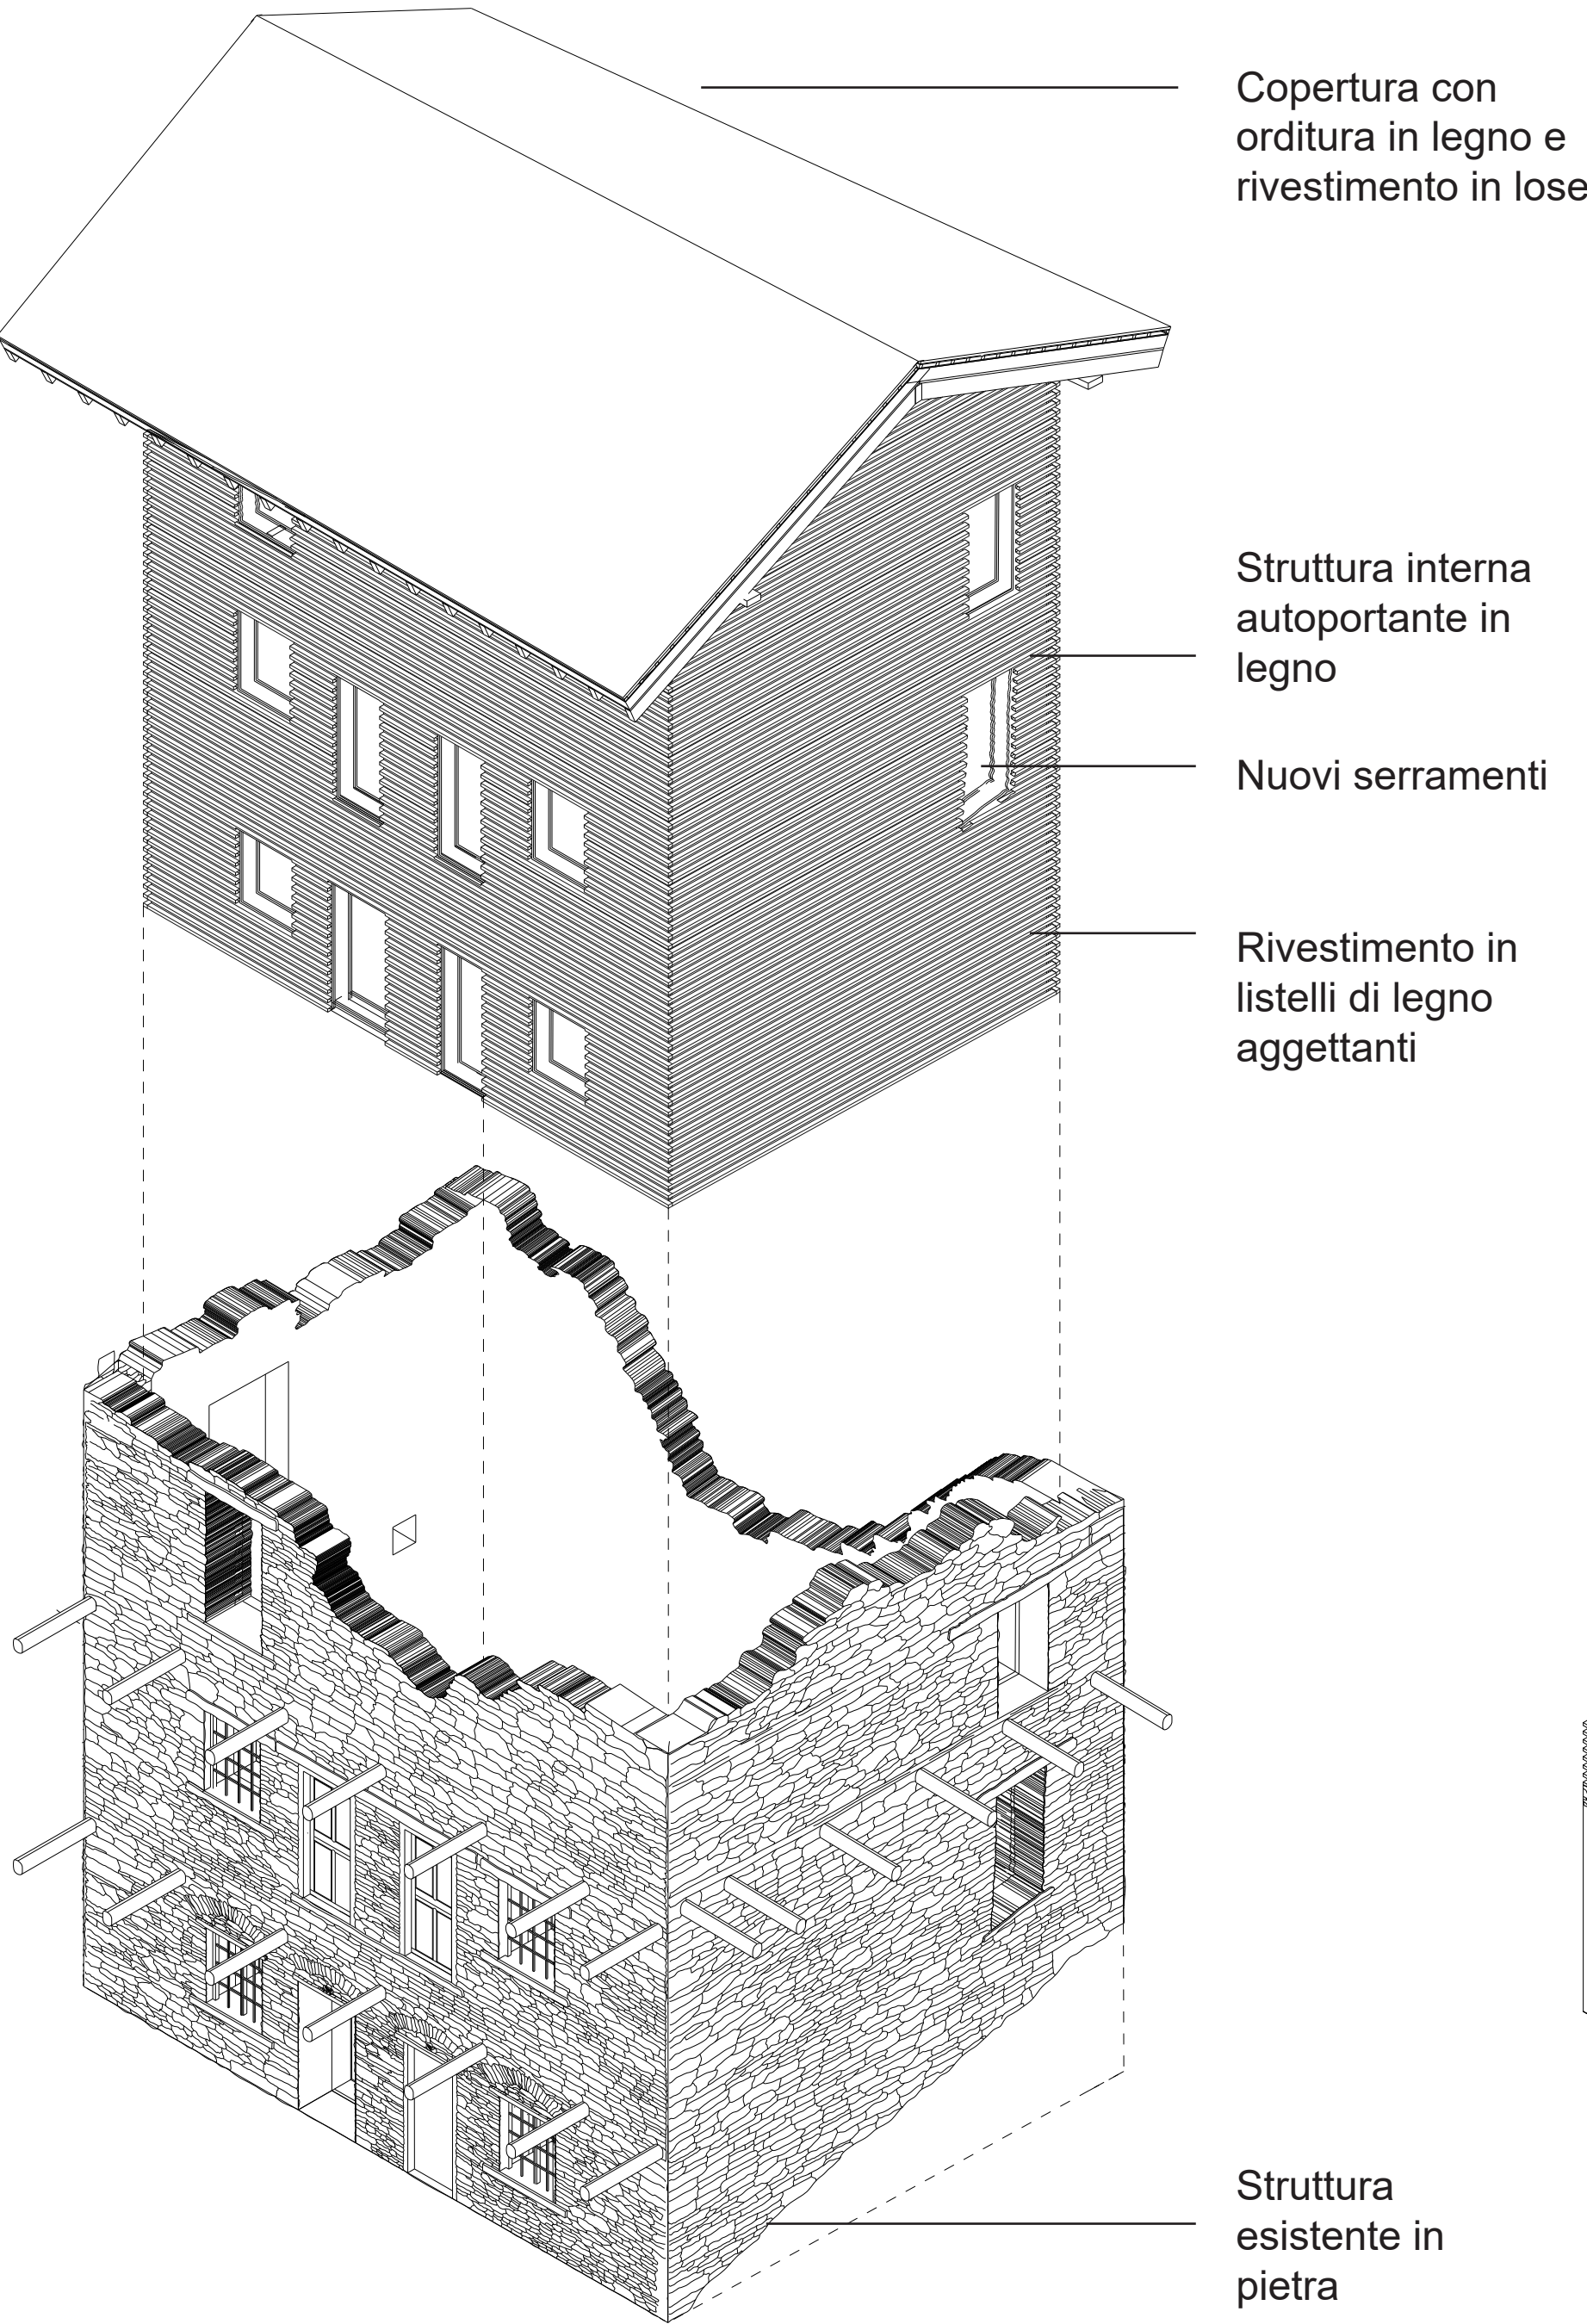 Copertura con
orditura in legno e
rivestimento in lose
Struttura interna
autoportante in
legno
Nuovi serramenti
Rivestimento in
listelli di legno
aggettanti
Struttura
esistente in
pietra